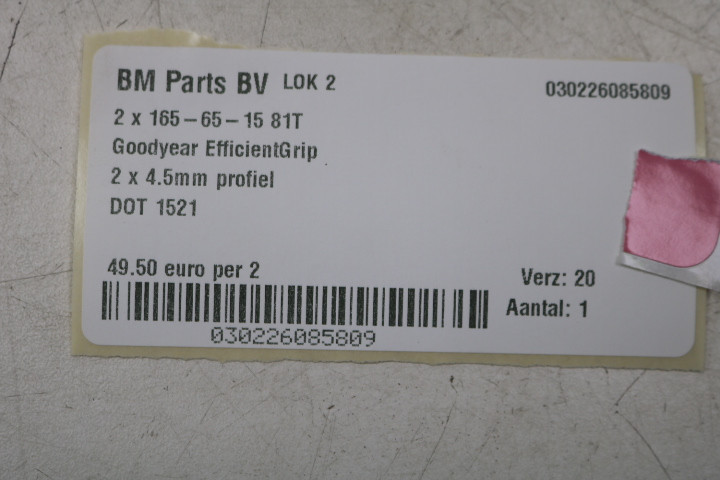 BM Parts BV LOK 2 030226085809
2 x 165-65-15 81T
Goodyear EfficientGrip
2 x 4.5mm profiel
DOT 1521
49.50 euro per 2
Verz: 20
Aantal: 1
030226085809